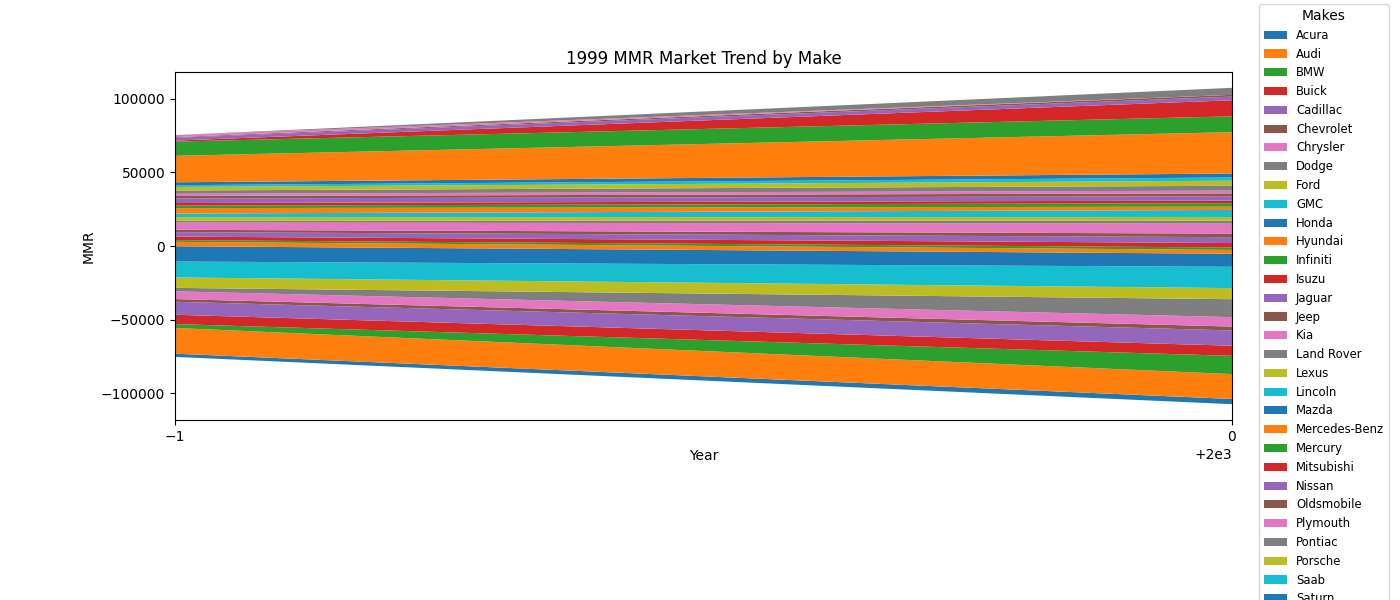 1999 MMR Market Trend by Make
MMR
100000
50000
0
−50000
−100000
−1
0
Year
+2e3
Makes
Acura
Audi
BMW
Buick
Cadillac
Chevrolet
Chrysler
Dodge
Ford
GMC
Honda
Hyundai
Infiniti
Isuzu
Jaguar
Jeep
Kia
Land Rover
Lexus
Lincoln
Mazda
Mercedes-Benz
Mercury
Mitsubishi
Nissan
Oldsmobile
Plymouth
Pontiac
Porsche
Saab
Saturn